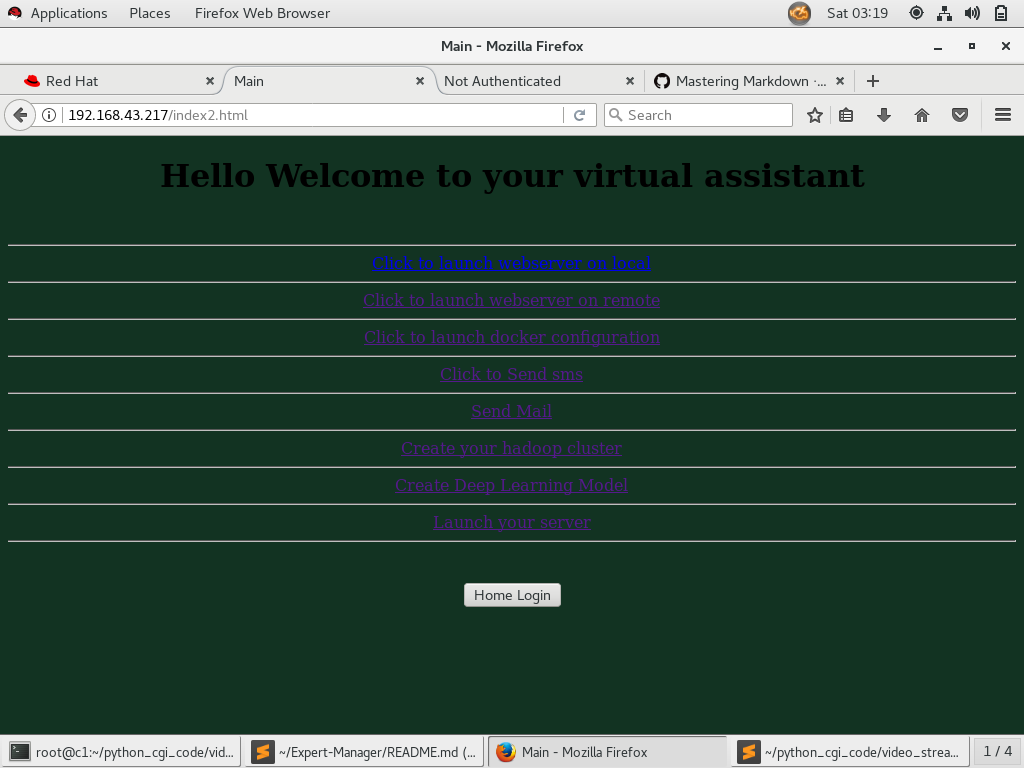 Applications Places Firefox Web Browser Sat 03:19
Main - Mozilla Firefox
Red Hat Main Not Authenticated Mastering Markdown ·...
192.168.43.217/index2.html Search
Hello Welcome to your virtual assistant
Click to launch webserver on local
Click to launch webserver on remote
Click to launch docker configuration
Click to Send sms
Send Mail
Create your hadoop cluster
Create Deep Learning Model
Launch your server
Home Login
root@c1:~/python_cgi_code/vid... ~/Expert-Manager/README.md (... Main - Mozilla Firefox ~/python_cgi_code/video_strea... 1 / 4